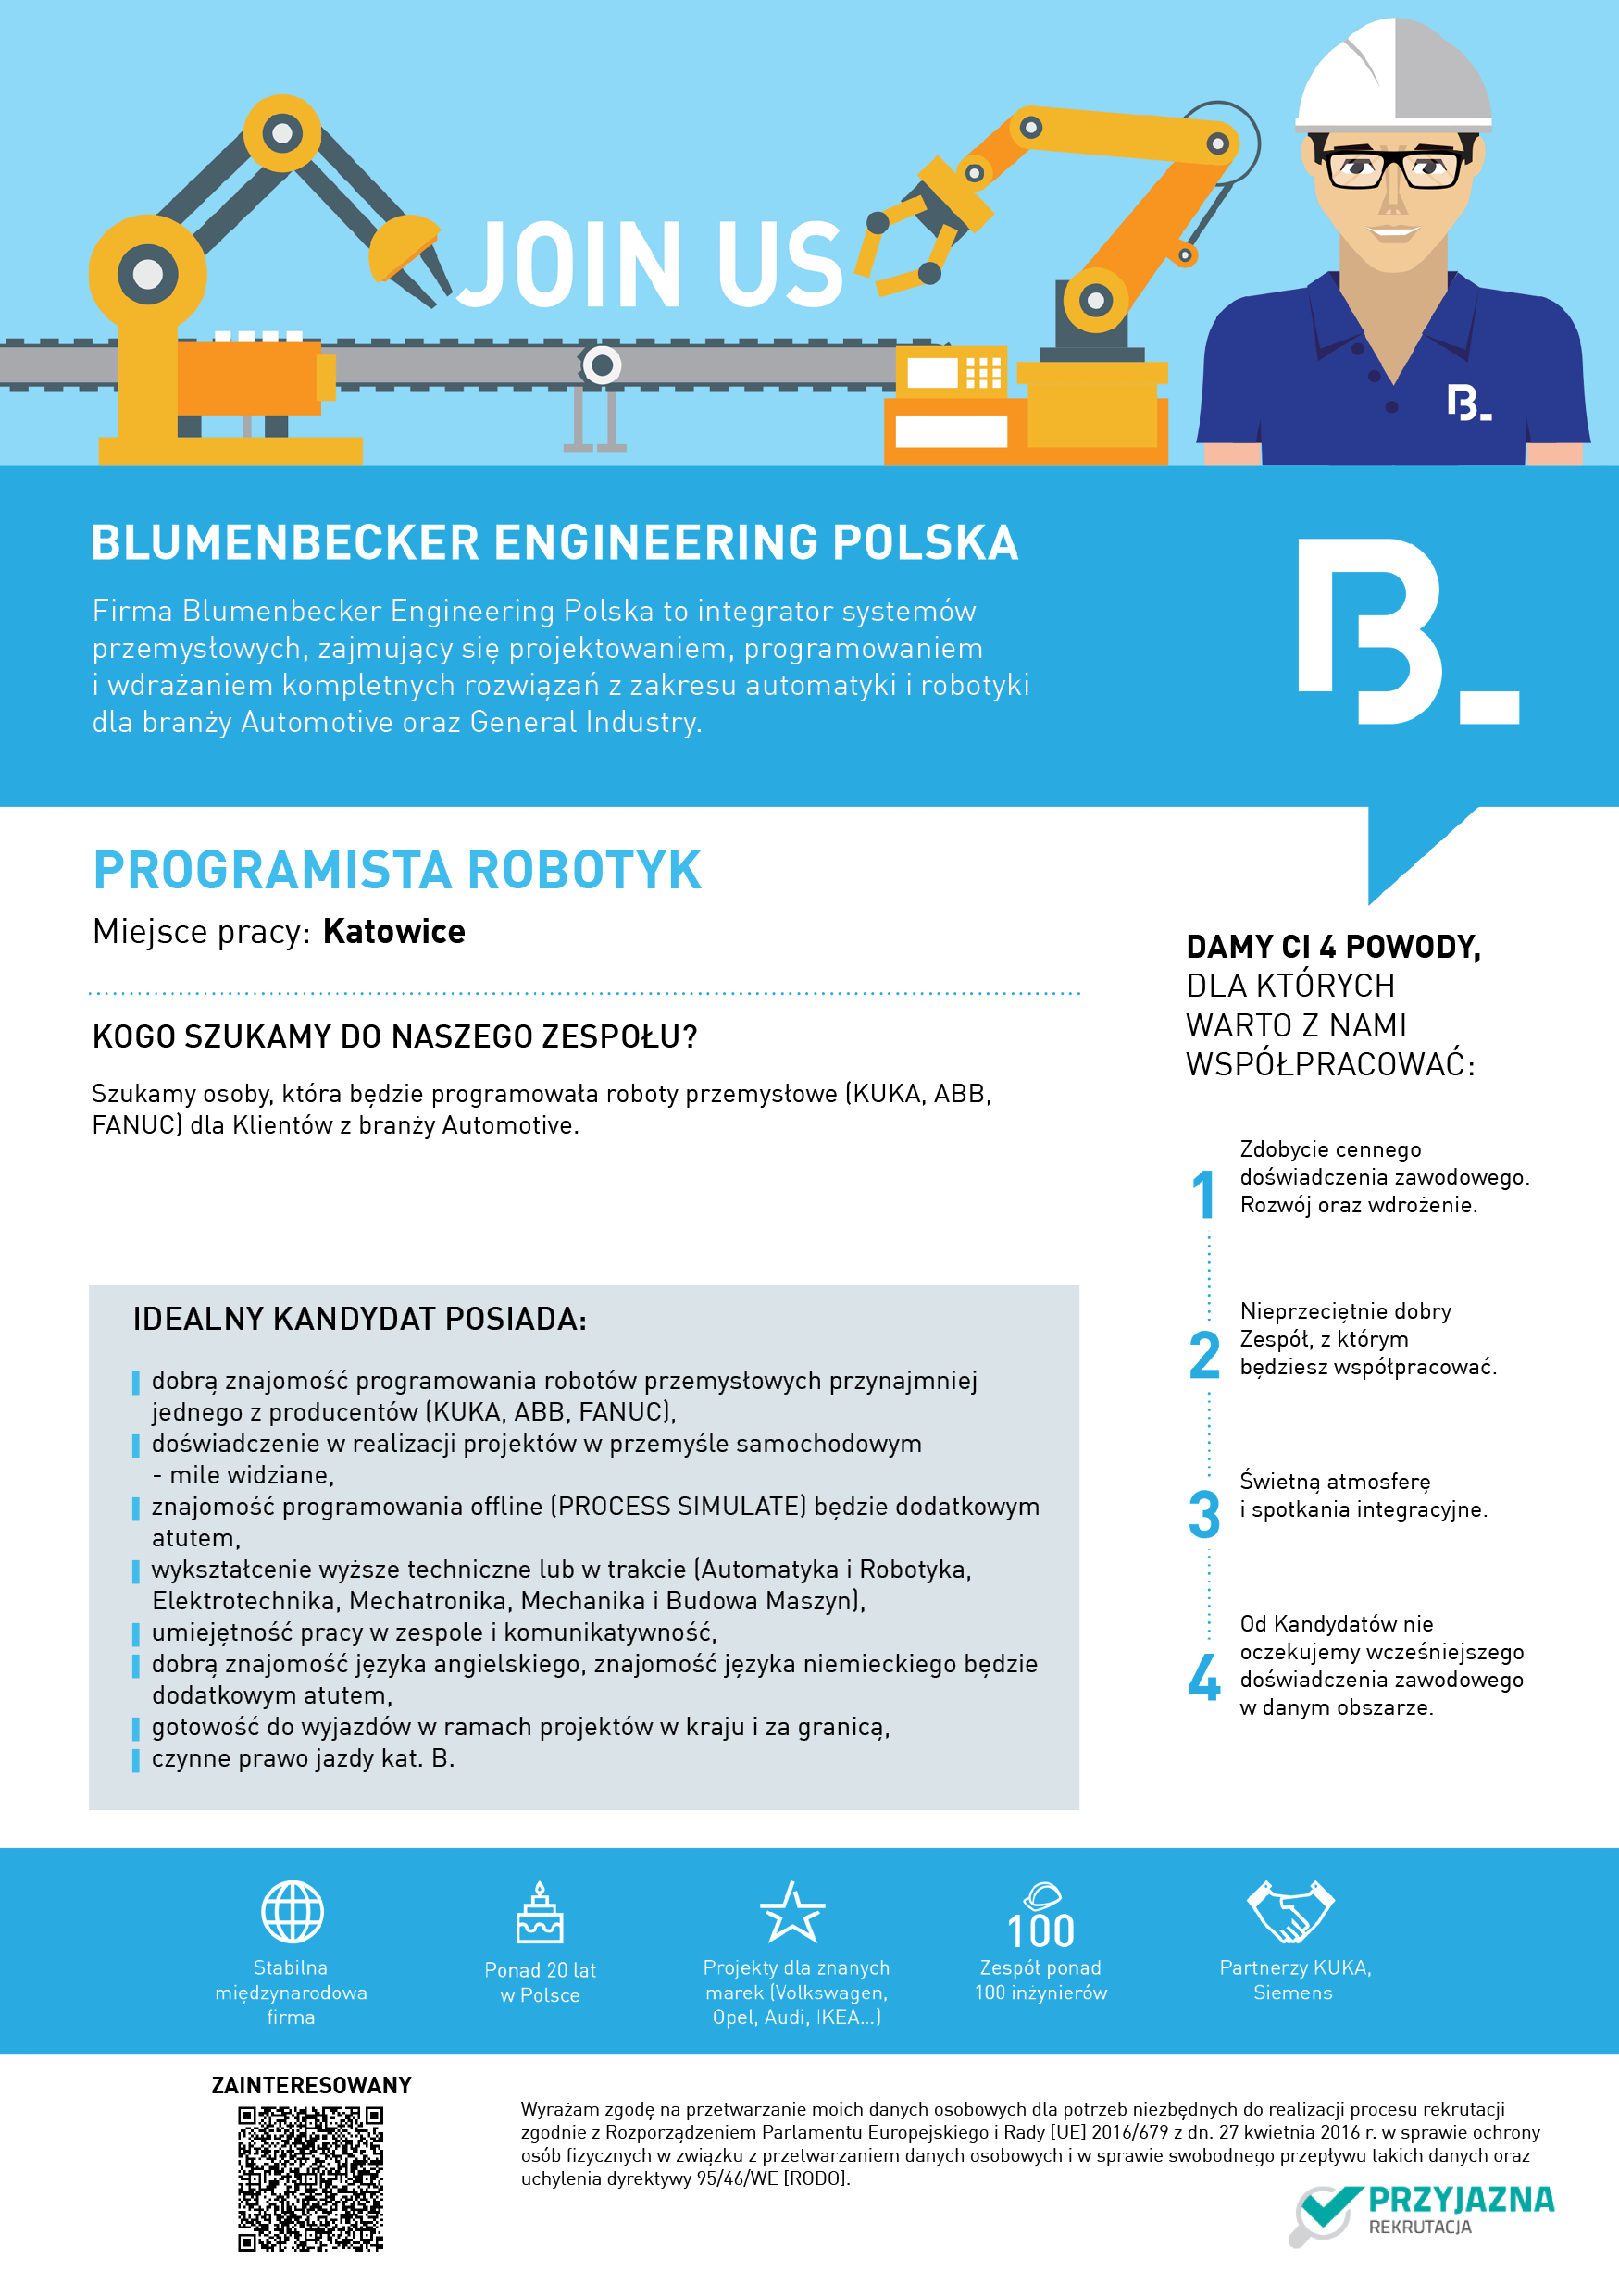 JOIN US
B_
BLUMENBECKER ENGINEERING POLSKA
Firma Blumenbecker Engineering Polska to integrator systemów
przemysłowych, zajmujący się projektowaniem, programowaniem
i wdrażaniem kompletnych rozwiązań z zakresu automatyki i robotyki
dla branży Automotive oraz General Industry.
B_
PROGRAMISTA ROBOTYK
Miejsce pracy: Katowice
KOGO SZUKAMY DO NASZEGO ZESPOŁU?
Szukamy osoby, która będzie programowała roboty przemysłowe (KUKA, ABB,
FANUC) dla Klientów z branży Automotive.
IDEALNY KANDYDAT POSIADA:
dobrą znajomość programowania robotów przemysłowych przynajmniej
jednego z producentów (KUKA, ABB, FANUC),
doświadczenie w realizacji projektów w przemyśle samochodowym
- mile widziane,
znajomość programowania offline (PROCESS SIMULATE) będzie dodatkowym
atutem,
wykształcenie wyższe techniczne lub w trakcie (Automatyka i Robotyka,
Elektrotechnika, Mechatronika, Mechanika i Budowa Maszyn),
umiejętność pracy w zespole i komunikatywność,
dobrą znajomość języka angielskiego, znajomość języka niemieckiego będzie
dodatkowym atutem,
gotowość do wyjazdów w ramach projektów w kraju i za granicą,
czynne prawo jazdy kat. B.
DAMY CI 4 POWODY,
DLA KTÓRYCH
WARTO Z NAMI
WSPÓŁPRACOWAĆ:
1
Zdobycie cennego
doświadczenia zawodowego.
Rozwój oraz wdrożenie.
2
Nieprzeciętnie dobry
Zespół, z którym
będziesz współpracować.
3
Świetną atmosferę
i spotkania integracyjne.
4
Od Kandydatów nie
oczekujemy wcześniejszego
doświadczenia zawodowego
w danym obszarze.
Stabilna
międzynarodowa
firma
Ponad 20 lat
w Polsce
Projekty dla znanych
marek (Volkswagen,
Opel, Audi, IKEA...)
100
Zespół ponad
100 inżynierów
Partnerzy KUKA,
Siemens
ZAINTERESOWANY
Wyrażam zgodę na przetwarzanie moich danych osobowych dla potrzeb niezbędnych do realizacji procesu rekrutacji
zgodnie z Rozporządzeniem Parlamentu Europejskiego i Rady [UE] 2016/679 z dn. 27 kwietnia 2016 r. w sprawie ochrony
osób fizycznych w związku z przetwarzaniem danych osobowych i w sprawie swobodnego przepływu takich danych oraz
uchylenia dyrektywy 95/46/WE [RODO].
PRZYJAZNA
REKRUTACJA